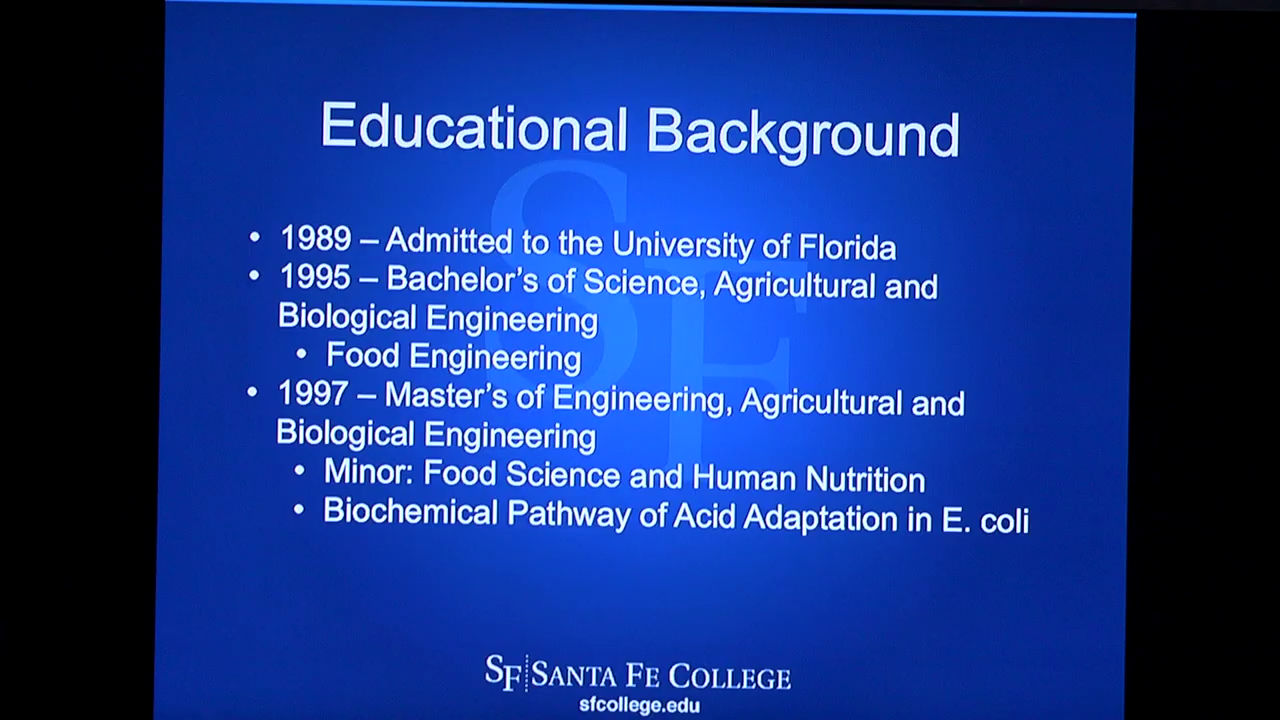 Educational Background
• 1989 – Admitted to the University of Florida
• 1995 – Bachelor's of Science, Agricultural and
Biological Engineering
• Food Engineering
• 1997 – Master's of Engineering, Agricultural and
Biological Engineering
• Minor: Food Science and Human Nutrition
• Biochemical Pathway of Acid Adaptation in E. coli
SF SANTA FE COLLEGE
sfcollege.edu